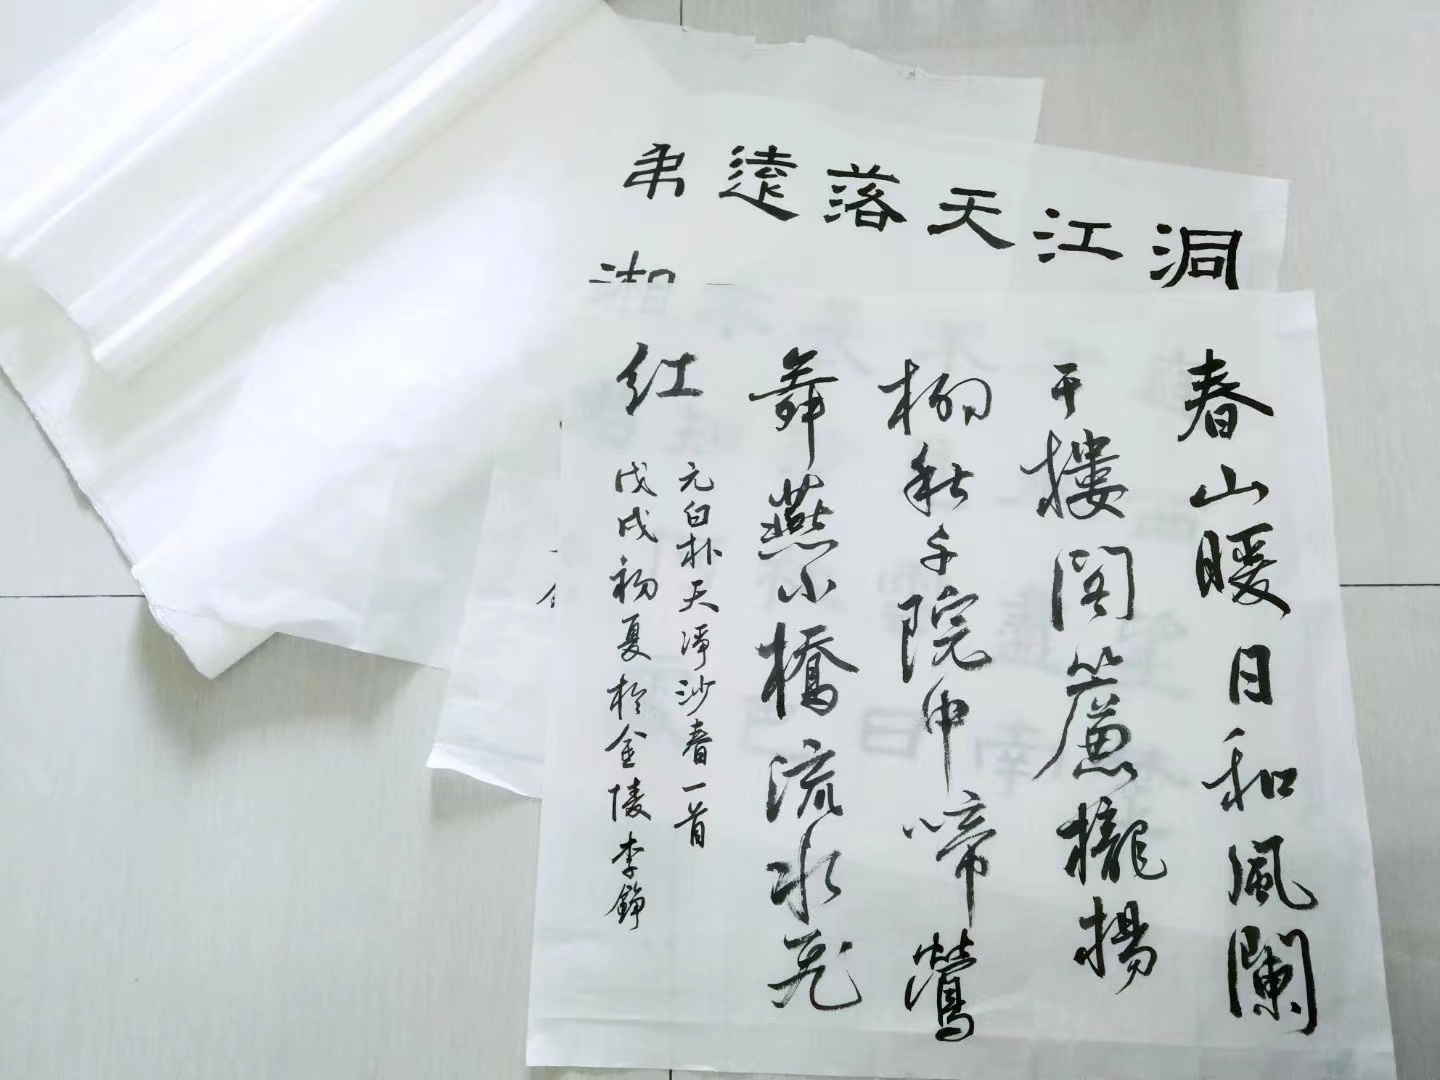 洞
江
天
落
遠
弔湘
春山暖日和風闌
干樓閣簾櫳楊
柳秋千院中啼鶯
舞燕小橋流水飛
紅
元白朴天淨沙春一首
戊戌初夏於金陵李錚